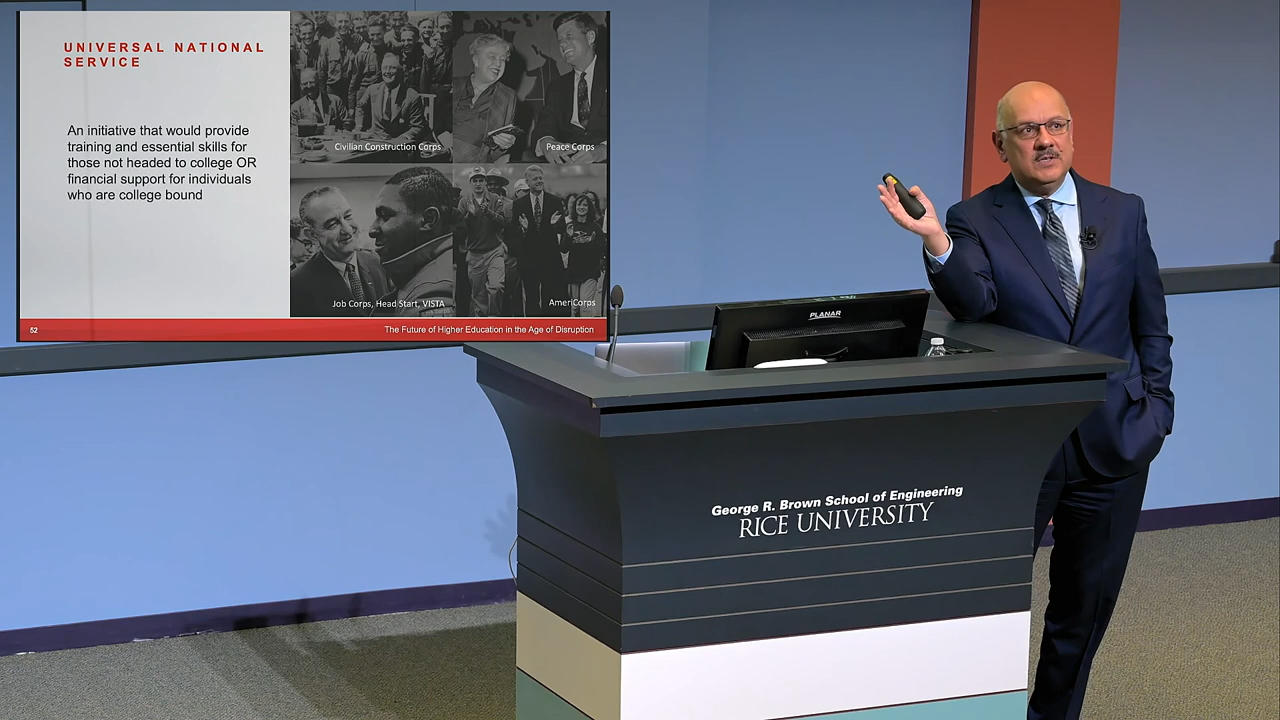 UNIVERSAL NATIONAL
SERVICE
An initiative that would provide
training and essential skills for
those not headed to college OR
financial support for individuals
who are college bound
Civilian Construction Corps
Peace Corps
Job Corps, Head Start, VISTA
AmeriCorps
52
The Future of Higher Education in the Age of Disruption
PLANAR
George R. Brown School of Engineering
RICE UNIVERSITY